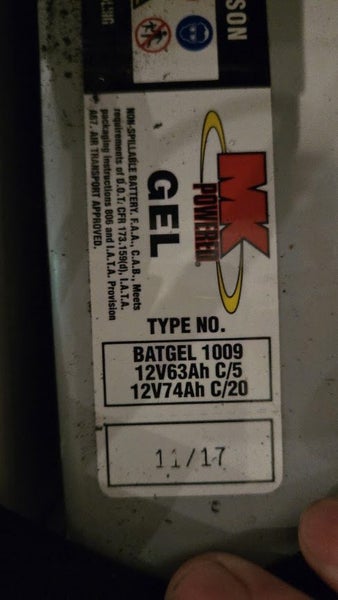 SON
MK
POWERED.
GEL
NON-SPILLABLE BATTERY. F.A.A., C.A.B., Meets
requirements of D.O.T. CFR 173.159(d), I.A.T.A.
packaging instructions 806 and I.A.T.A. Provision
A67. AIR TRANSPORT APPROVED.
TYPE NO.
BATGEL 1009
12V63Ah C/5
12V74Ah C/20
11/17